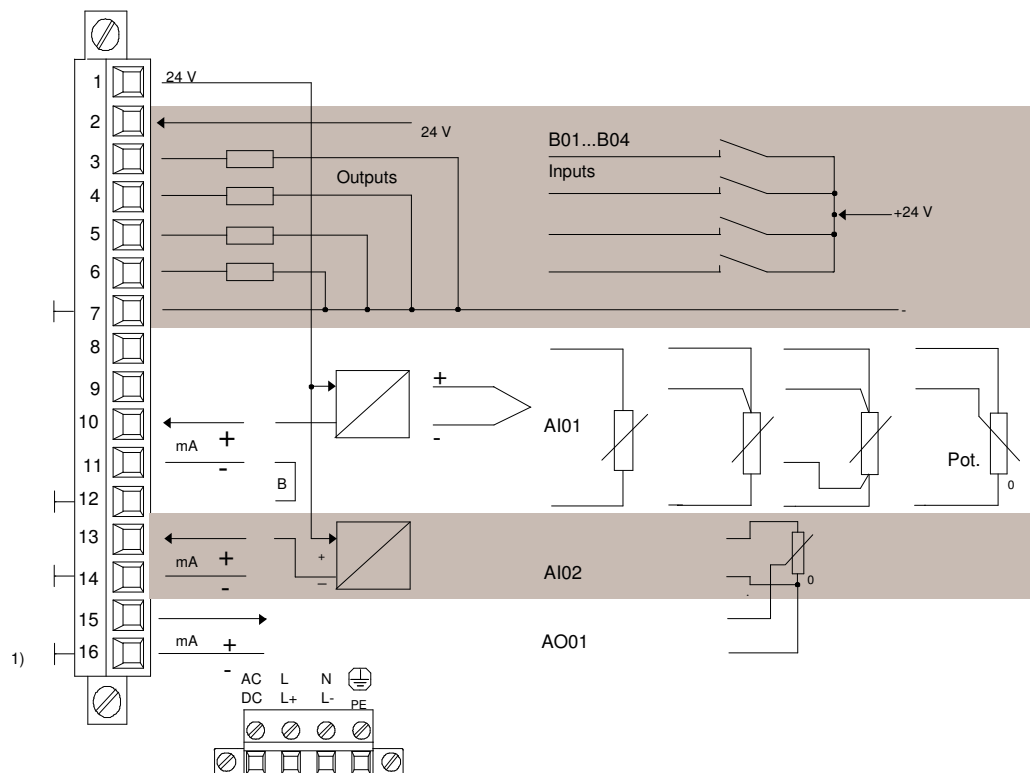 1 24 V
2 24 V B01...B04
3 Outputs Inputs
4
5 +24 V
6
7 -
8
9 + -
10 mA + - AI01
11 B Pot. 0
12
13 mA + - + –
14 AI02 0
15 AO01
1) 16 mA + -
AC L N
DC L+ L- PE